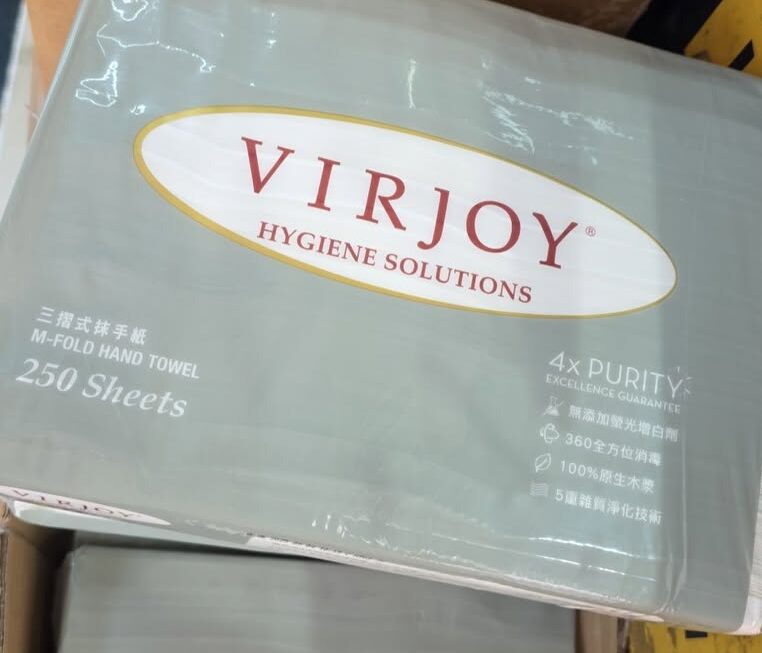 VIRJOY®
HYGIENE SOLUTIONS
三摺式抹手紙
M-FOLD HAND TOWEL
250 Sheets
4x PURITY
EXCELLENCE GUARANTEE
無添加螢光增白劑
360全方位消毒
100%原生木漿
5重雜質淨化技術
VIRJOY